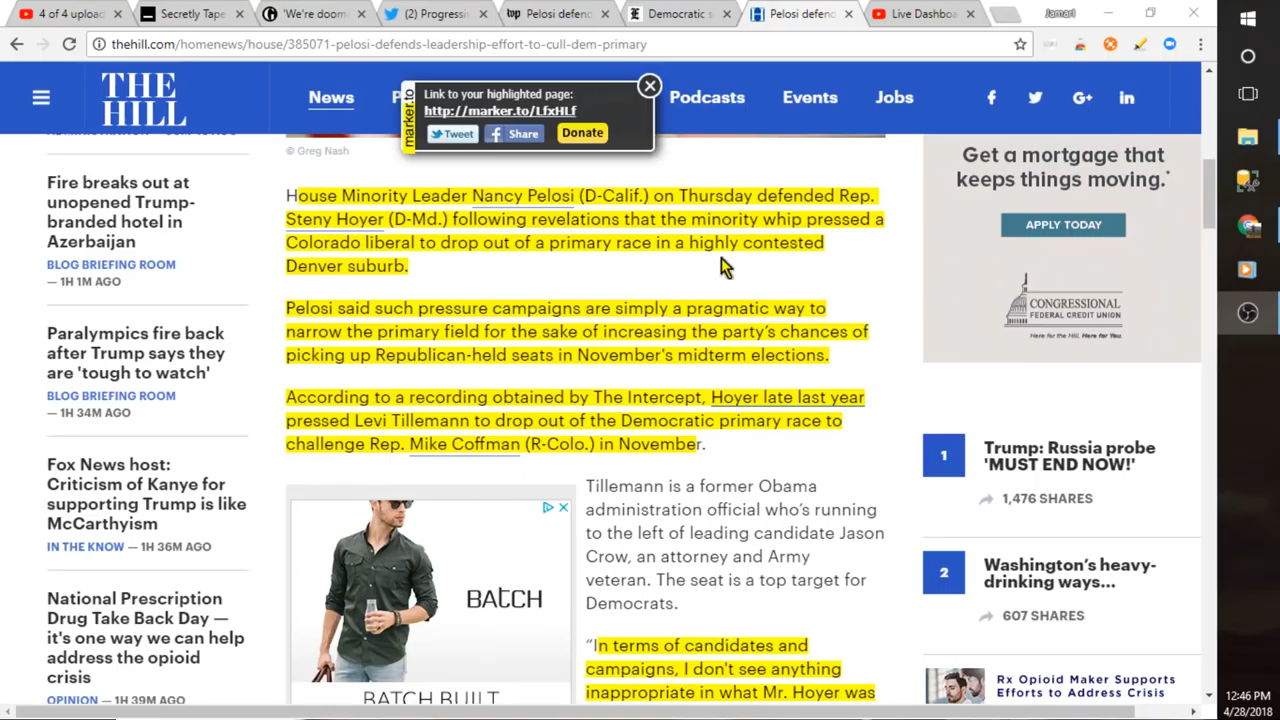 4 of 4 upload
Secretly Tape
'We're doom
(2) Progressi
Pelosi defend
Democratic s
Pelosi defend
Live Dashboa
Jamarl
thehill.com/homenews/house/385071-pelosi-defends-leadership-effort-to-cull-dem-primary
THE
HILL
News
P
Podcasts
Events
Jobs
marker.to
Link to your highlighted page:
http://marker.to/LfxHLf
Tweet
Share
Donate
© Greg Nash
Fire breaks out at
unopened Trump-
branded hotel in
Azerbaijan
BLOG BRIEFING ROOM
— 1H 1M AGO
Paralympics fire back
after Trump says they
are 'tough to watch'
BLOG BRIEFING ROOM
— 1H 34M AGO
Fox News host:
Criticism of Kanye for
supporting Trump is like
McCarthyism
IN THE KNOW — 1H 36M AGO
National Prescription
Drug Take Back Day —
it's one way we can help
address the opioid
crisis
OPINION — 1H 39M AGO
House Minority Leader Nancy Pelosi (D-Calif.) on Thursday defended Rep.
Steny Hoyer (D-Md.) following revelations that the minority whip pressed a
Colorado liberal to drop out of a primary race in a highly contested
Denver suburb.
Pelosi said such pressure campaigns are simply a pragmatic way to
narrow the primary field for the sake of increasing the party's chances of
picking up Republican-held seats in November's midterm elections.
According to a recording obtained by The Intercept, Hoyer late last year
pressed Levi Tillemann to drop out of the Democratic primary race to
challenge Rep. Mike Coffman (R-Colo.) in November.
BATCH
BATCH BUILT
Tillemann is a former Obama
administration official who's running
to the left of leading candidate Jason
Crow, an attorney and Army
veteran. The seat is a top target for
Democrats.
"In terms of candidates and
campaigns, I don't see anything
inappropriate in what Mr. Hoyer was
Get a mortgage that
keeps things moving.*
APPLY TODAY
CONGRESSIONAL
FEDERAL CREDIT UNION
Here for the Hill. Here for You.
1
Trump: Russia probe
'MUST END NOW!'
1,476 SHARES
2
Washington's heavy-
drinking ways...
607 SHARES
Rx Opioid Maker Supports
Efforts to Address Crisis
12:46 PM
4/28/2018